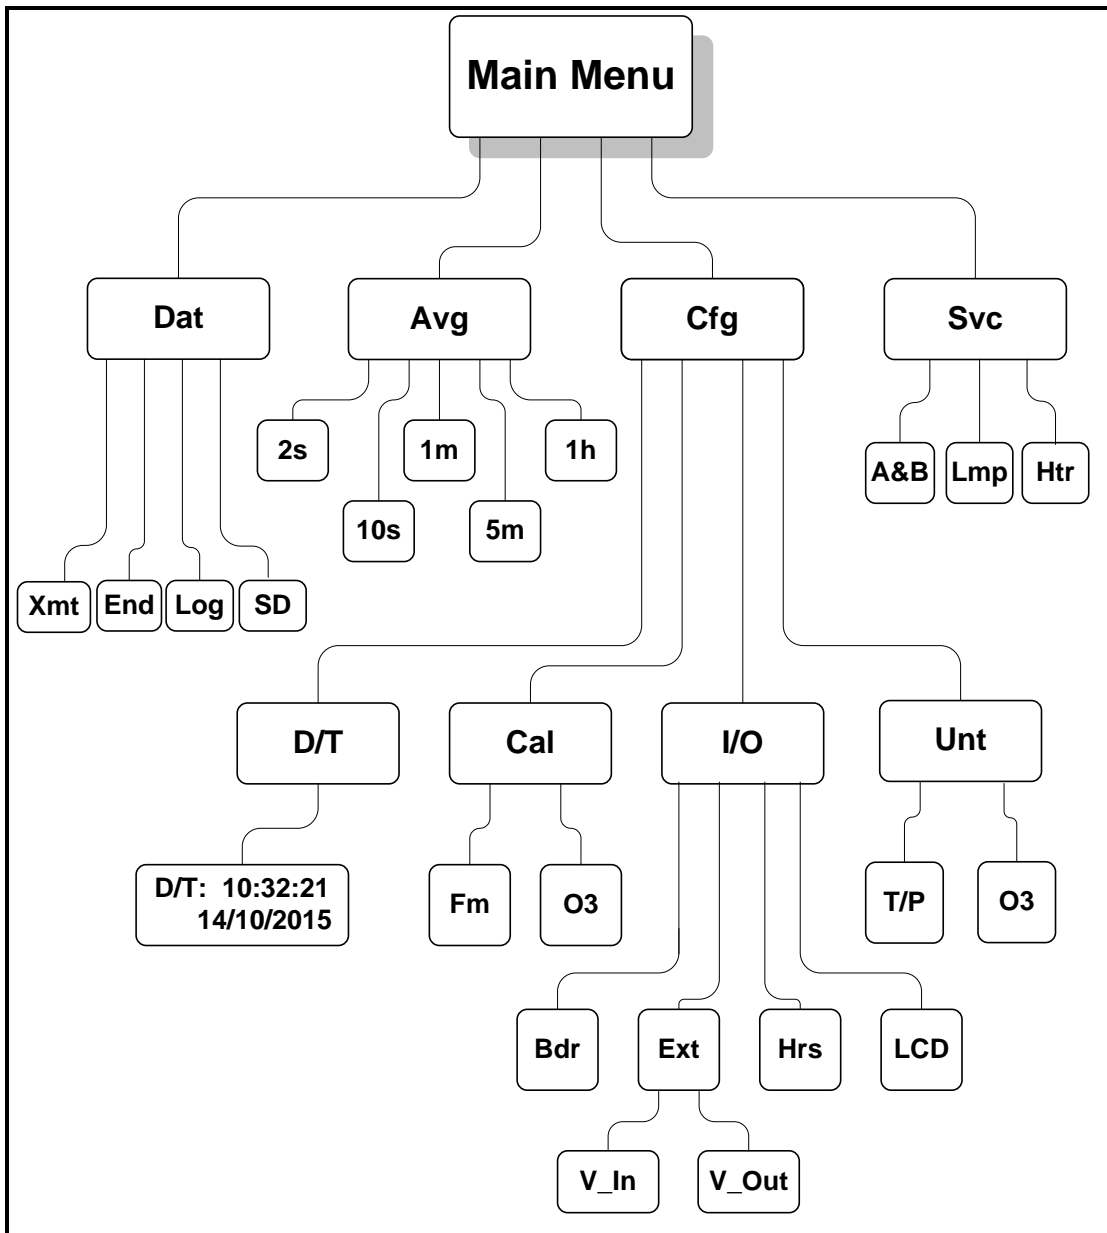 Main Menu
Dat
Avg
Cfg
Svc
2s
1m
1h
A&B
Lmp
Htr
10s
5m
Xmt
End
Log
SD
D/T
Cal
I/O
Unt
D/T: 10:32:21
14/10/2015
Fm
O3
T/P
O3
Bdr
Ext
Hrs
LCD
V_In
V_Out